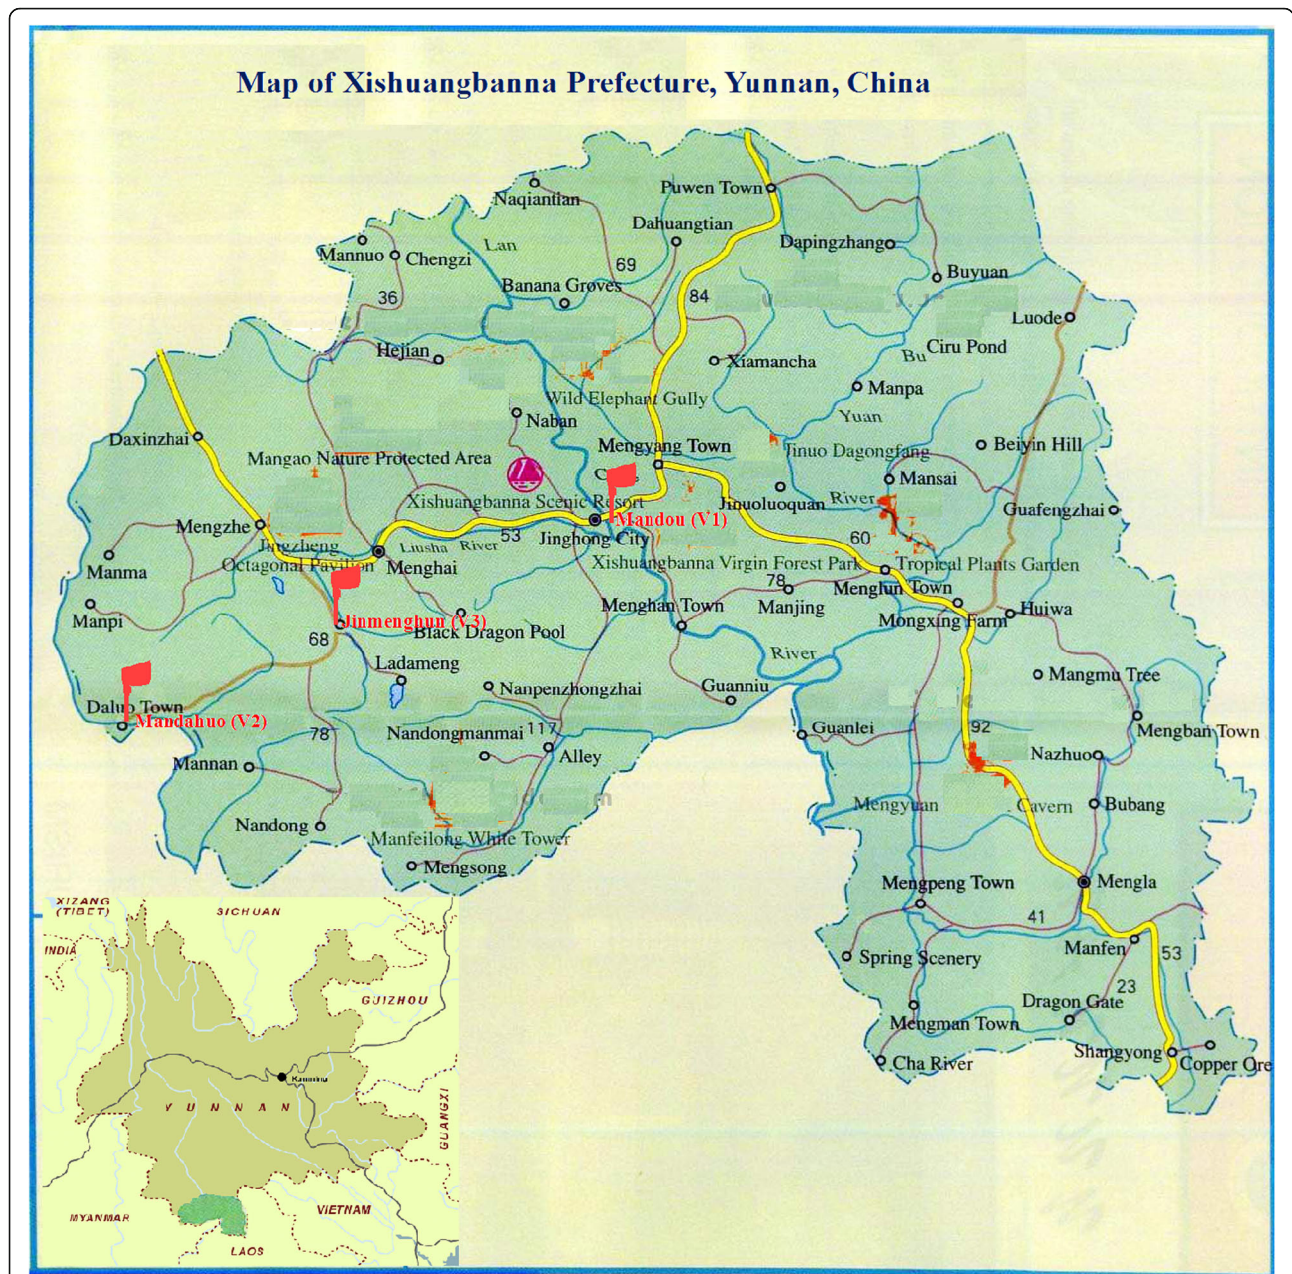 Map of Xishuangbanna Prefecture, Yunnan, China
Puwen Town
Naqiantian
Dahuangtian
Dapingzhang
Lan
Mannuo
Chengzi
69
Buyuan
Banana Groves
36
84
Luode
Hejian
Xiamancha
Bu
Ciru Pond
Manpa
Wild Elephant Gully
Naban
Yuan
Daxinzhai
Mengyang Town
Jinuo Dagongfang
Beiyin Hill
Mangao Nature Protected Area
Mansai
Xishuangbanna Scenic Resort
Jinuoluoquan
River
Guafengzhai
Mandou (V1)
Mengzhe
53
Jinghong City
60
Jingzheng
Octagonal Pavilion
Liusha River
Menghai
Xishuangbanna Virgin Forest Park
Tropical Plants Garden
Manma
78
Menglun Town
Menghan Town
Manjing
Huiwa
Manpi
Jinmenghun (V3)
Mongxing Farm
68
Black Dragon Pool
River
Ladameng
Mangmu Tree
Nanpenzhongzhai
Guanniu
Daluo Town
Mandahuo (V2)
78
Nandongmanmai
117
Guanlei
92
Mengban Town
Mannan
Alley
Nazhuo
Mengyuan
Cavern
Bubang
Nandong
Manfeilong White Tower
Mengsong
Mengpeng Town
Mengla
41
Manfen
53
Spring Scenery
23
Dragon Gate
Mengman Town
Shangyong
Cha River
Copper Ore
XIZANG
(TIBET)
SICHUAN
INDIA
GUIZHOU
Kunming
YUNNAN
GUANGXI
MYANMAR
VIETNAM
LAOS